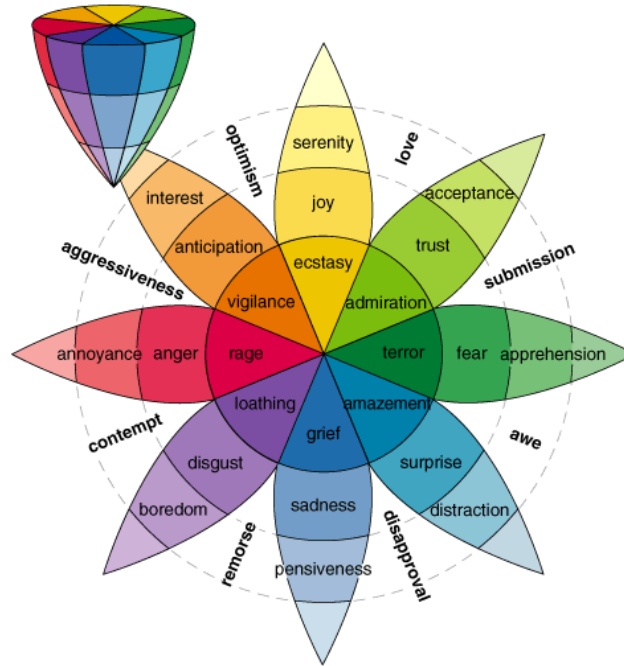 optimism
serenity
love
interest
acceptance
joy
anticipation
trust
aggressiveness
ecstasy
submission
vigilance
admiration
annoyance
anger
rage
terror
fear
apprehension
loathing
amazement
contempt
grief
awe
disgust
surprise
boredom
sadness
distraction
remorse
disapproval
pensiveness